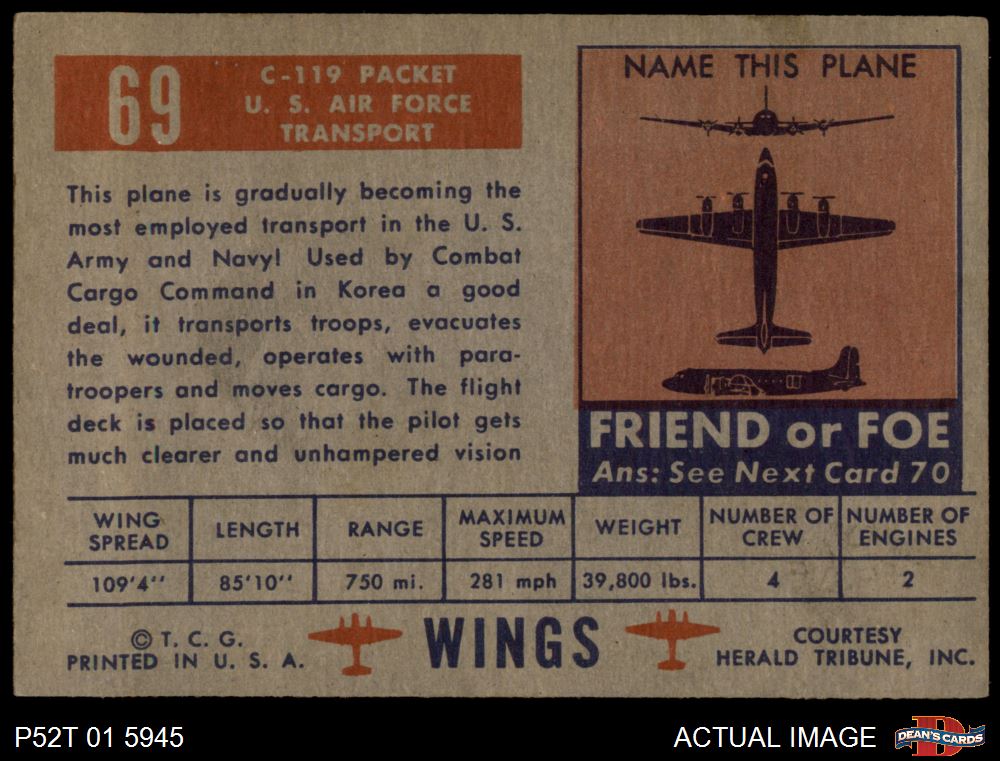 69
C-119 PACKET
U. S. AIR FORCE
TRANSPORT
This plane is gradually becoming the
most employed transport in the U. S.
Army and Navy! Used by Combat
Cargo Command in Korea a good
deal, it transports troops, evacuates
the wounded, operates with para-
troopers and moves cargo. The flight
deck is placed so that the pilot gets
much clearer and unhampered vision
NAME THIS PLANE
FRIEND or FOE
Ans: See Next Card 70
WING SPREAD LENGTH RANGE MAXIMUM SPEED WEIGHT NUMBER OF CREW NUMBER OF ENGINES
109'4'' 85'10'' 750 mi. 281 mph 39,800 lbs. 4 2
© T. C. G.
PRINTED IN U. S. A.
WINGS
COURTESY
HERALD TRIBUNE, INC.
P52T 01 5945
ACTUAL IMAGE
D
DEAN'S CARDS